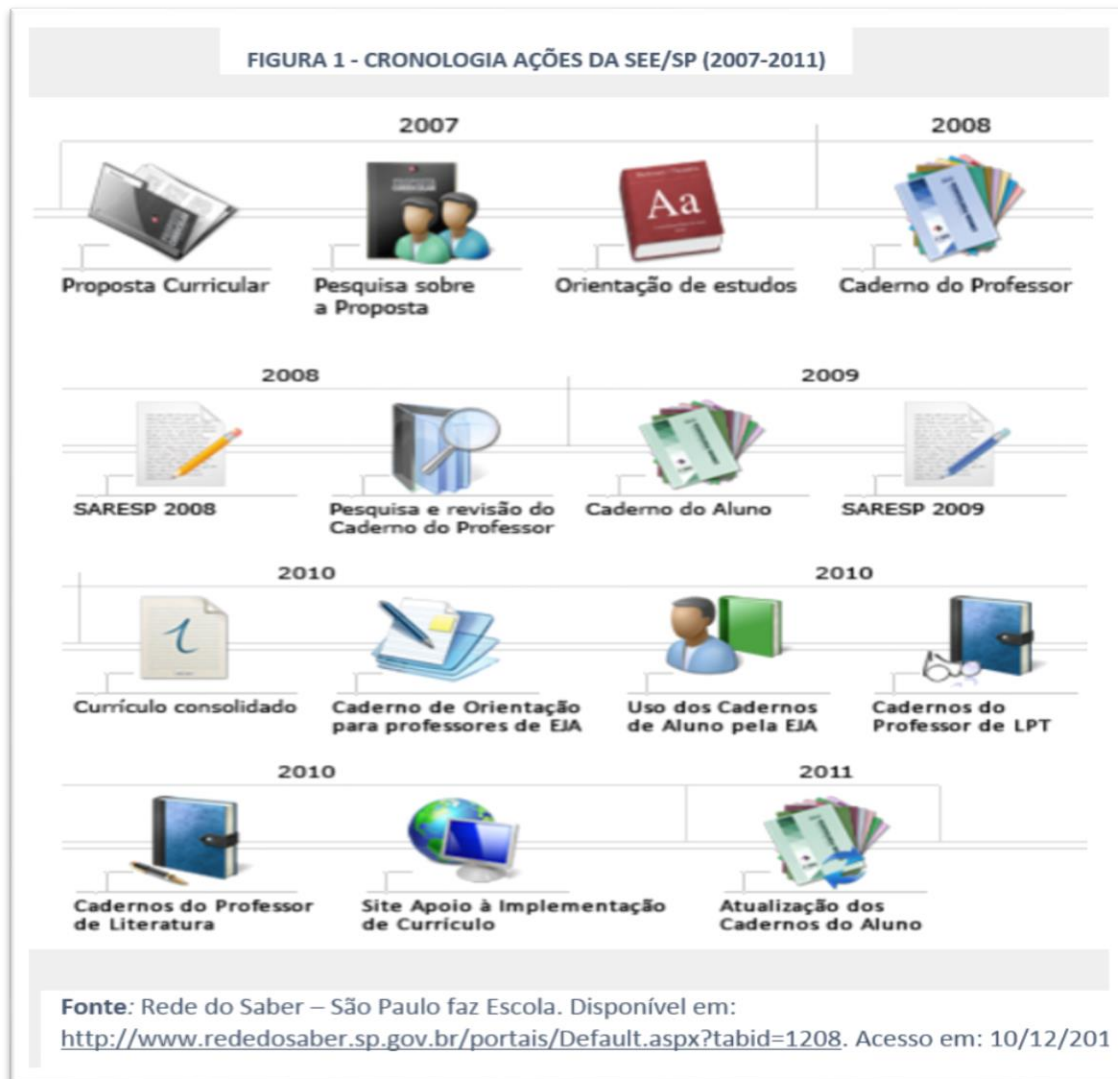 FIGURA 1 - CRONOLOGIA AÇÕES DA SEE/SP (2007-2011)
2007
2008
Aa
Proposta Curricular
Pesquisa sobre
a Proposta
Orientação de estudos
Caderno do Professor
2008
2009
SARESP 2008
Pesquisa e revisão do
Caderno do Professor
Caderno do Aluno
SARESP 2009
2010
2010
Currículo consolidado
Caderno de Orientação
para professores de EJA
Uso dos Cadernos
de Aluno pela EJA
Cadernos do
Professor de LPT
2010
2011
Cadernos do Professor
de Literatura
Site Apoio à Implementação
de Currículo
Atualização dos
Cadernos do Aluno
Fonte: Rede do Saber – São Paulo faz Escola. Disponível em:
http://www.rededosaber.sp.gov.br/portais/Default.aspx?tabid=1208. Acesso em: 10/12/201